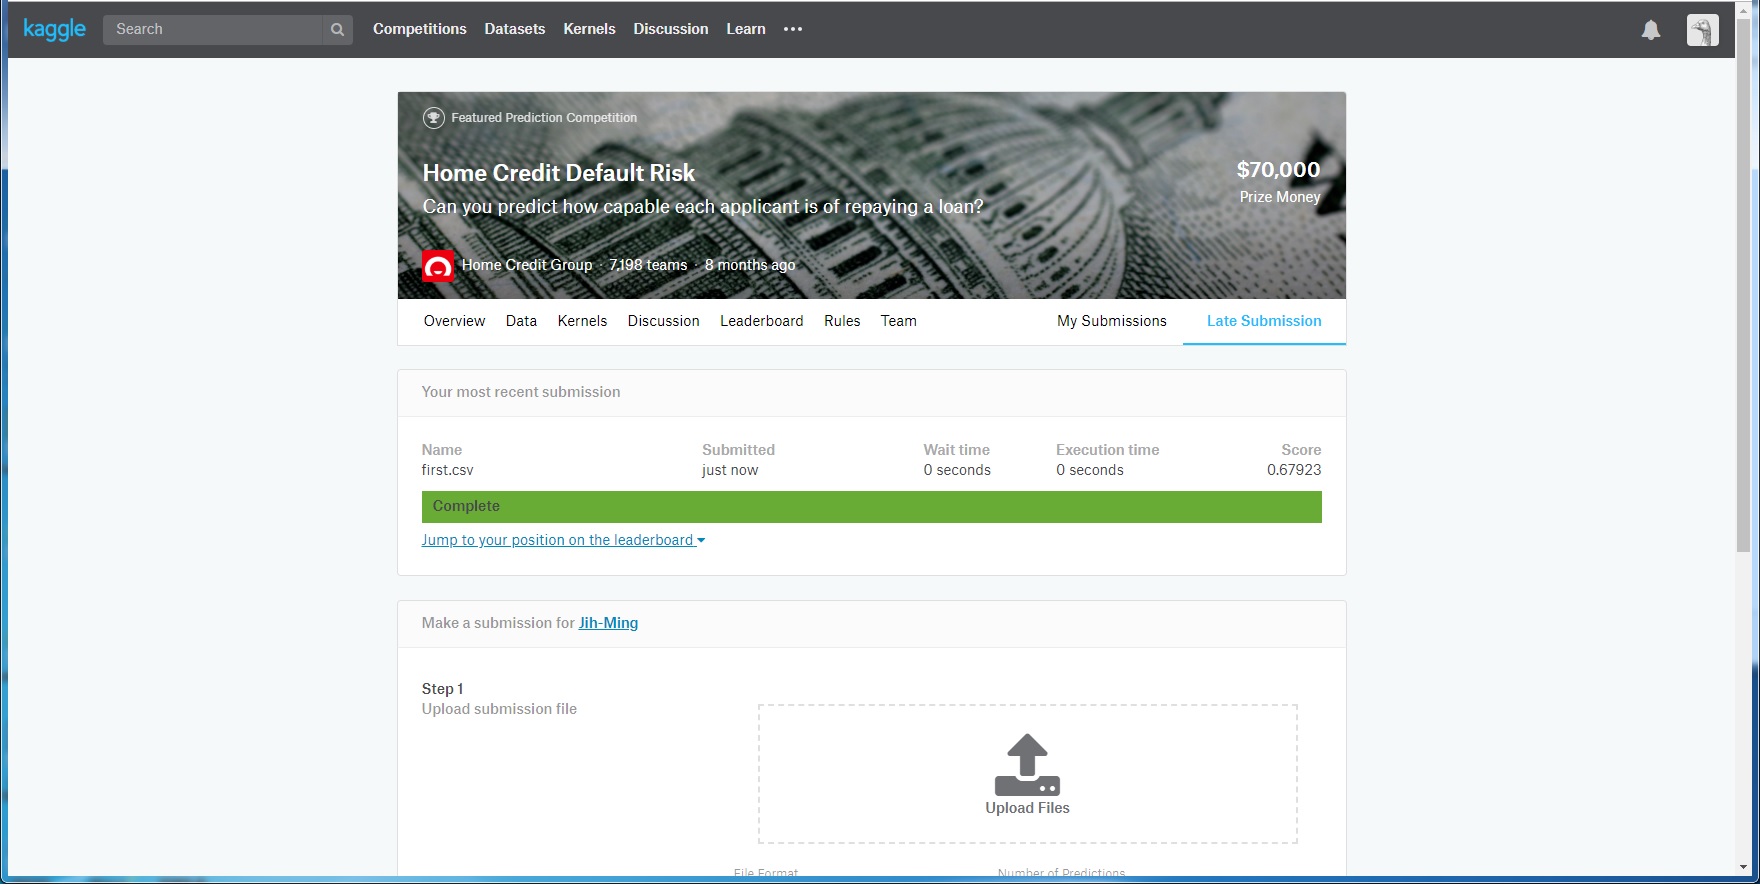 kaggle
Search
Competitions Datasets Kernels Discussion Learn
Featured Prediction Competition
Home Credit Default Risk
$70,000
Can you predict how capable each applicant is of repaying a loan?
Prize Money
Home Credit Group · 7,198 teams · 8 months ago
Overview Data Kernels Discussion Leaderboard Rules Team My Submissions Late Submission
Your most recent submission
Name Submitted Wait time Execution time Score
first.csv just now 0 seconds 0 seconds 0.67923
Complete
Jump to your position on the leaderboard
Make a submission for Jih-Ming
Step 1
Upload submission file
Upload Files
File Format Number of Predictions